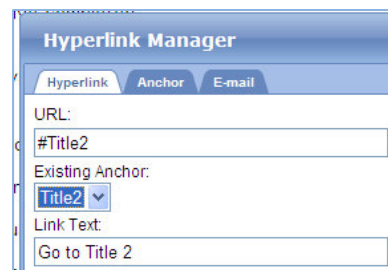 Hyperlink Manager
Hyperlink Anchor E-mail
URL:
#Title2
Existing Anchor:
Title2
Link Text:
Go to Title 2